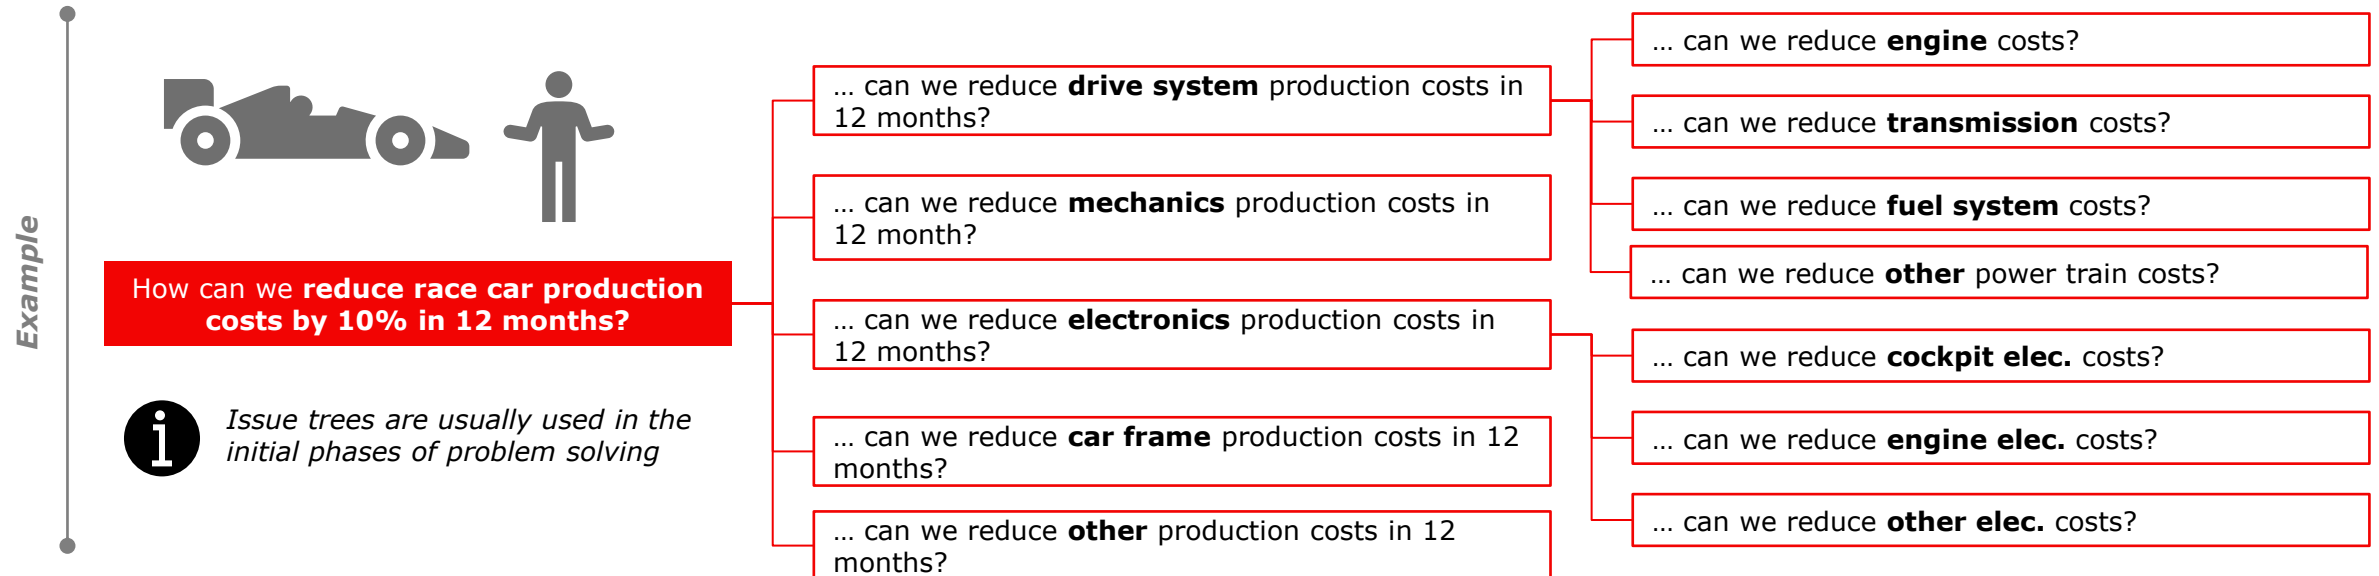 Example
How can we reduce race car production
costs by 10% in 12 months?
i
Issue trees are usually used in the
initial phases of problem solving
… can we reduce drive system production costs in
12 months?
… can we reduce mechanics production costs in
12 month?
… can we reduce electronics production costs in
12 months?
… can we reduce car frame production costs in 12
months?
… can we reduce other production costs in 12
months?
… can we reduce engine costs?
… can we reduce transmission costs?
… can we reduce fuel system costs?
… can we reduce other power train costs?
… can we reduce cockpit elec. costs?
… can we reduce engine elec. costs?
… can we reduce other elec. costs?